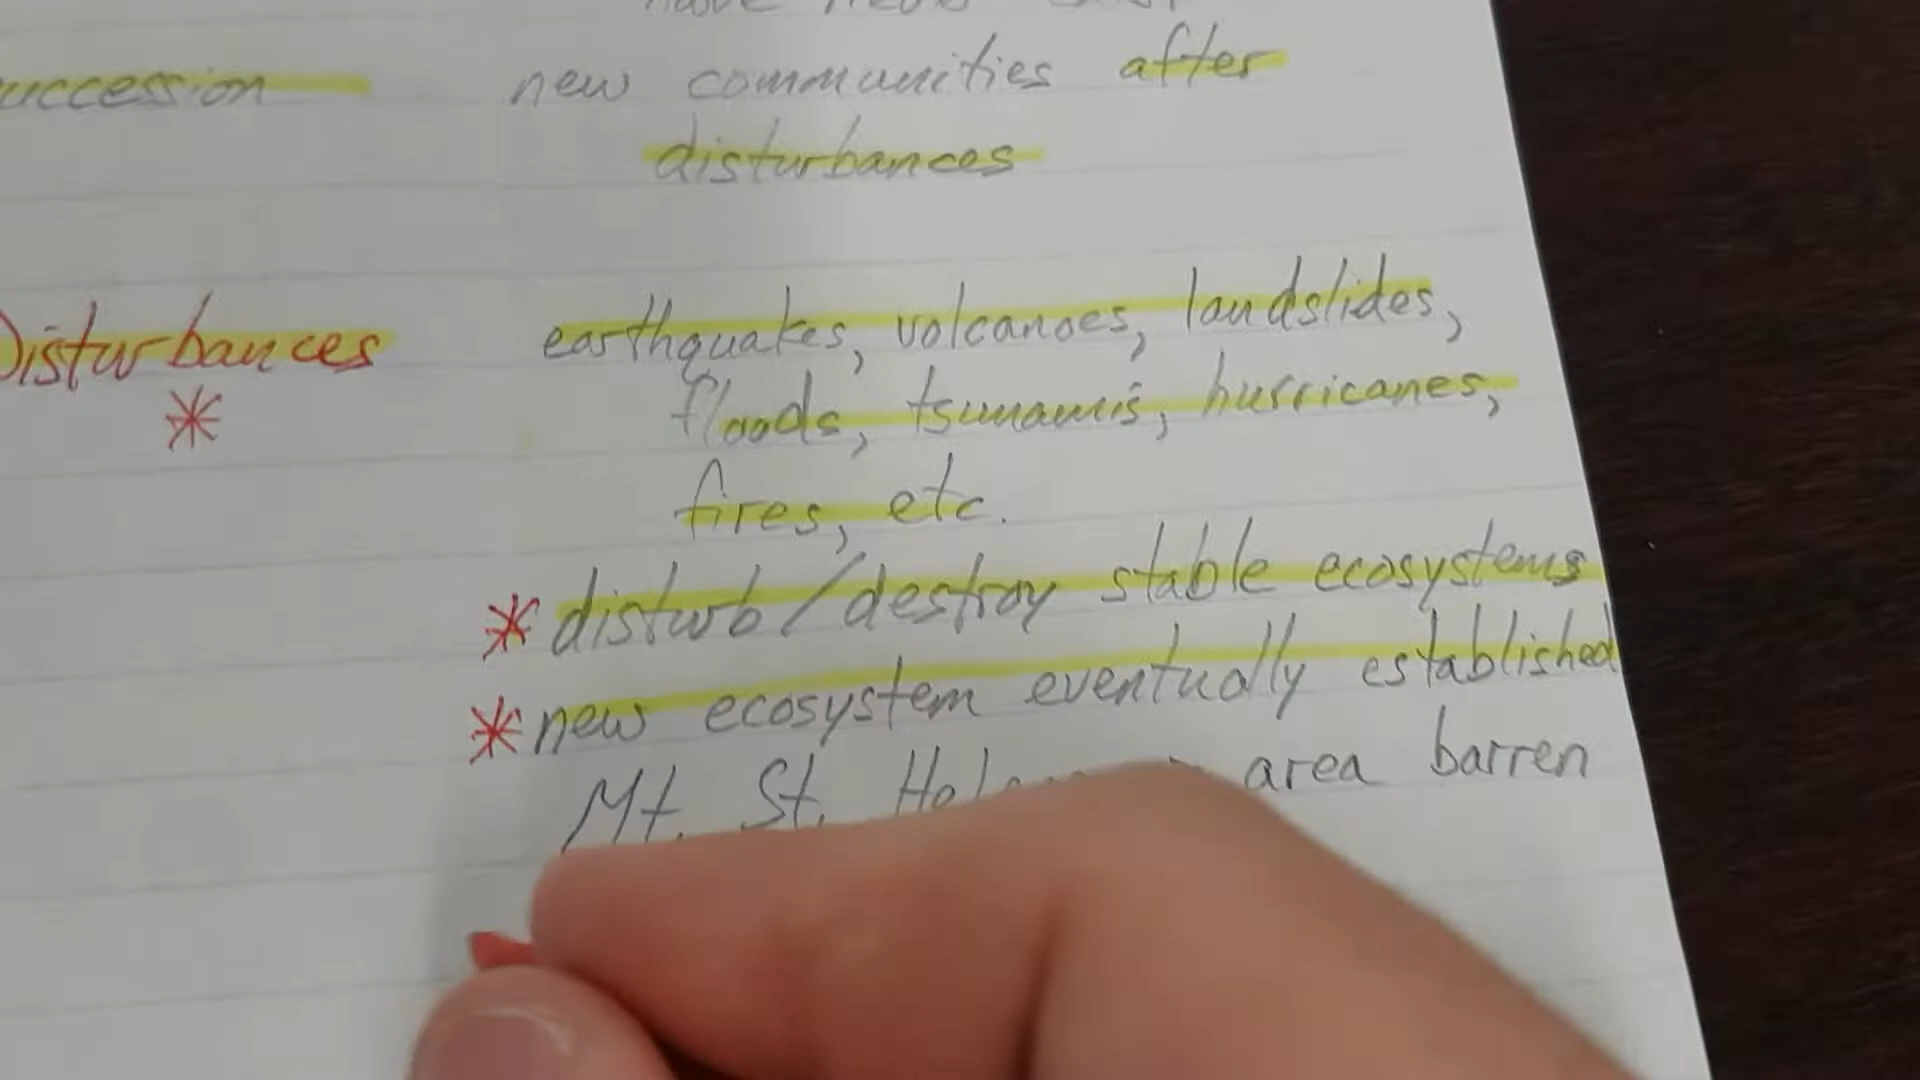 uccession new communities after
disturbances
Disturbances earthquakes, volcanoes, landslides,
* floods, tsunamis, hurricanes,
fires, etc.
* disturb/destroy stable ecosystems
* new ecosystem eventually established
Mt. St. area barren